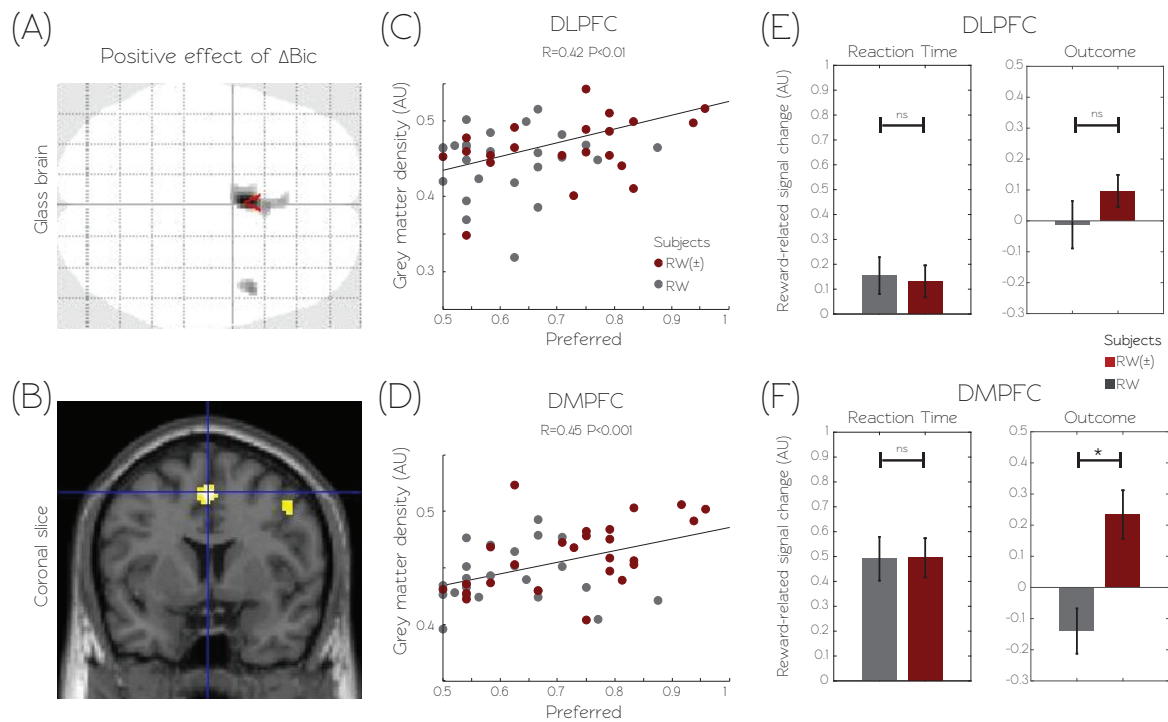 (A)
Positive effect of ΔBic
Glass brain
(B)
Coronal slice
(C)
DLPFC
R=0.42 P<0.01
Grey matter density (AU)
0.5
0.4
0.3
Subjects
RW(±)
RW
0.5 0.6 0.7 0.8 0.9 1
Preferred
(D)
DMPFC
R=0.45 P<0.001
Grey matter density (AU)
0.5
0.4
0.5 0.6 0.7 0.8 0.9 1
Preferred
(E)
DLPFC
Reaction Time
Reward-related signal change (AU)
1
0.9
0.8
0.7
0.6
0.5
0.4
0.3
0.2
0.1
0
ns
Outcome
0.5
0.4
0.3
0.2
0.1
0
-0.1
-0.2
-0.3
ns
Subjects
RW(±)
RW
(F)
DMPFC
Reaction Time
Reward-related signal change (AU)
1
0.9
0.8
0.7
0.6
0.5
0.4
0.3
0.2
0.1
0
ns
Outcome
0.5
0.4
0.3
0.2
0.1
0
-0.1
-0.2
-0.3
*